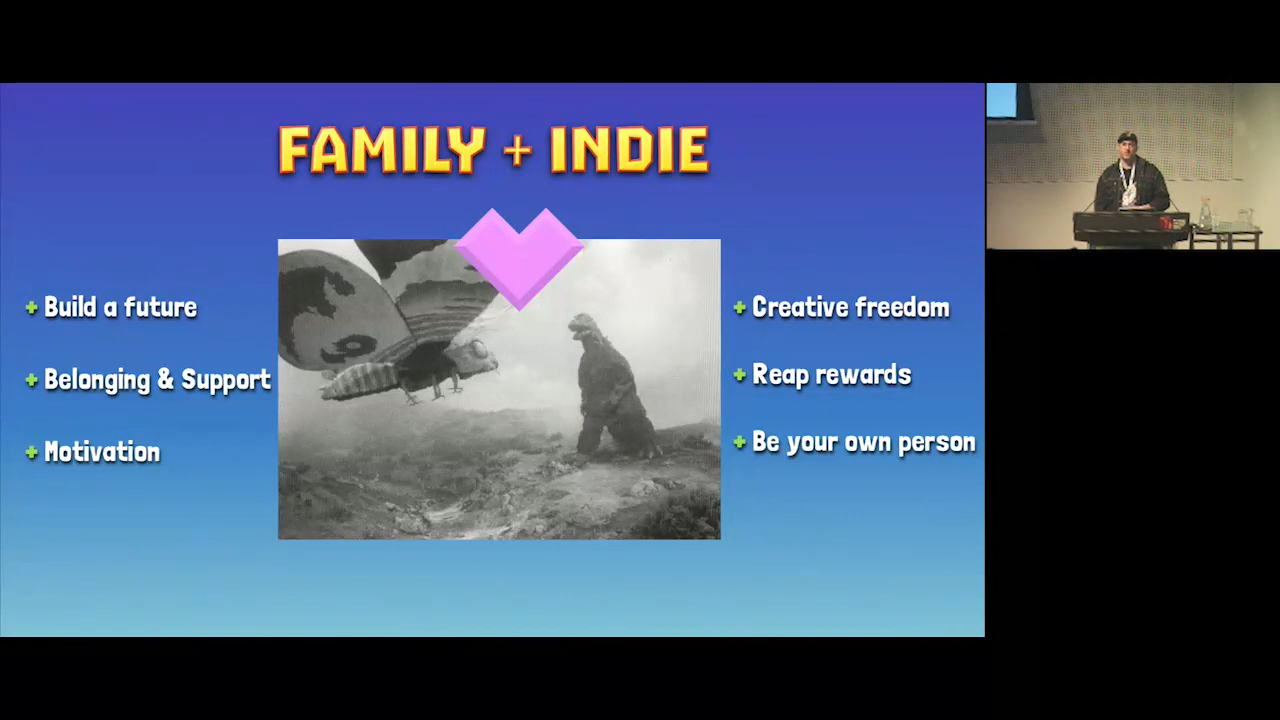 FAMILY + INDIE
+ Build a future
+ Belonging & Support
+ Motivation
+ Creative freedom
+ Reap rewards
+ Be your own person